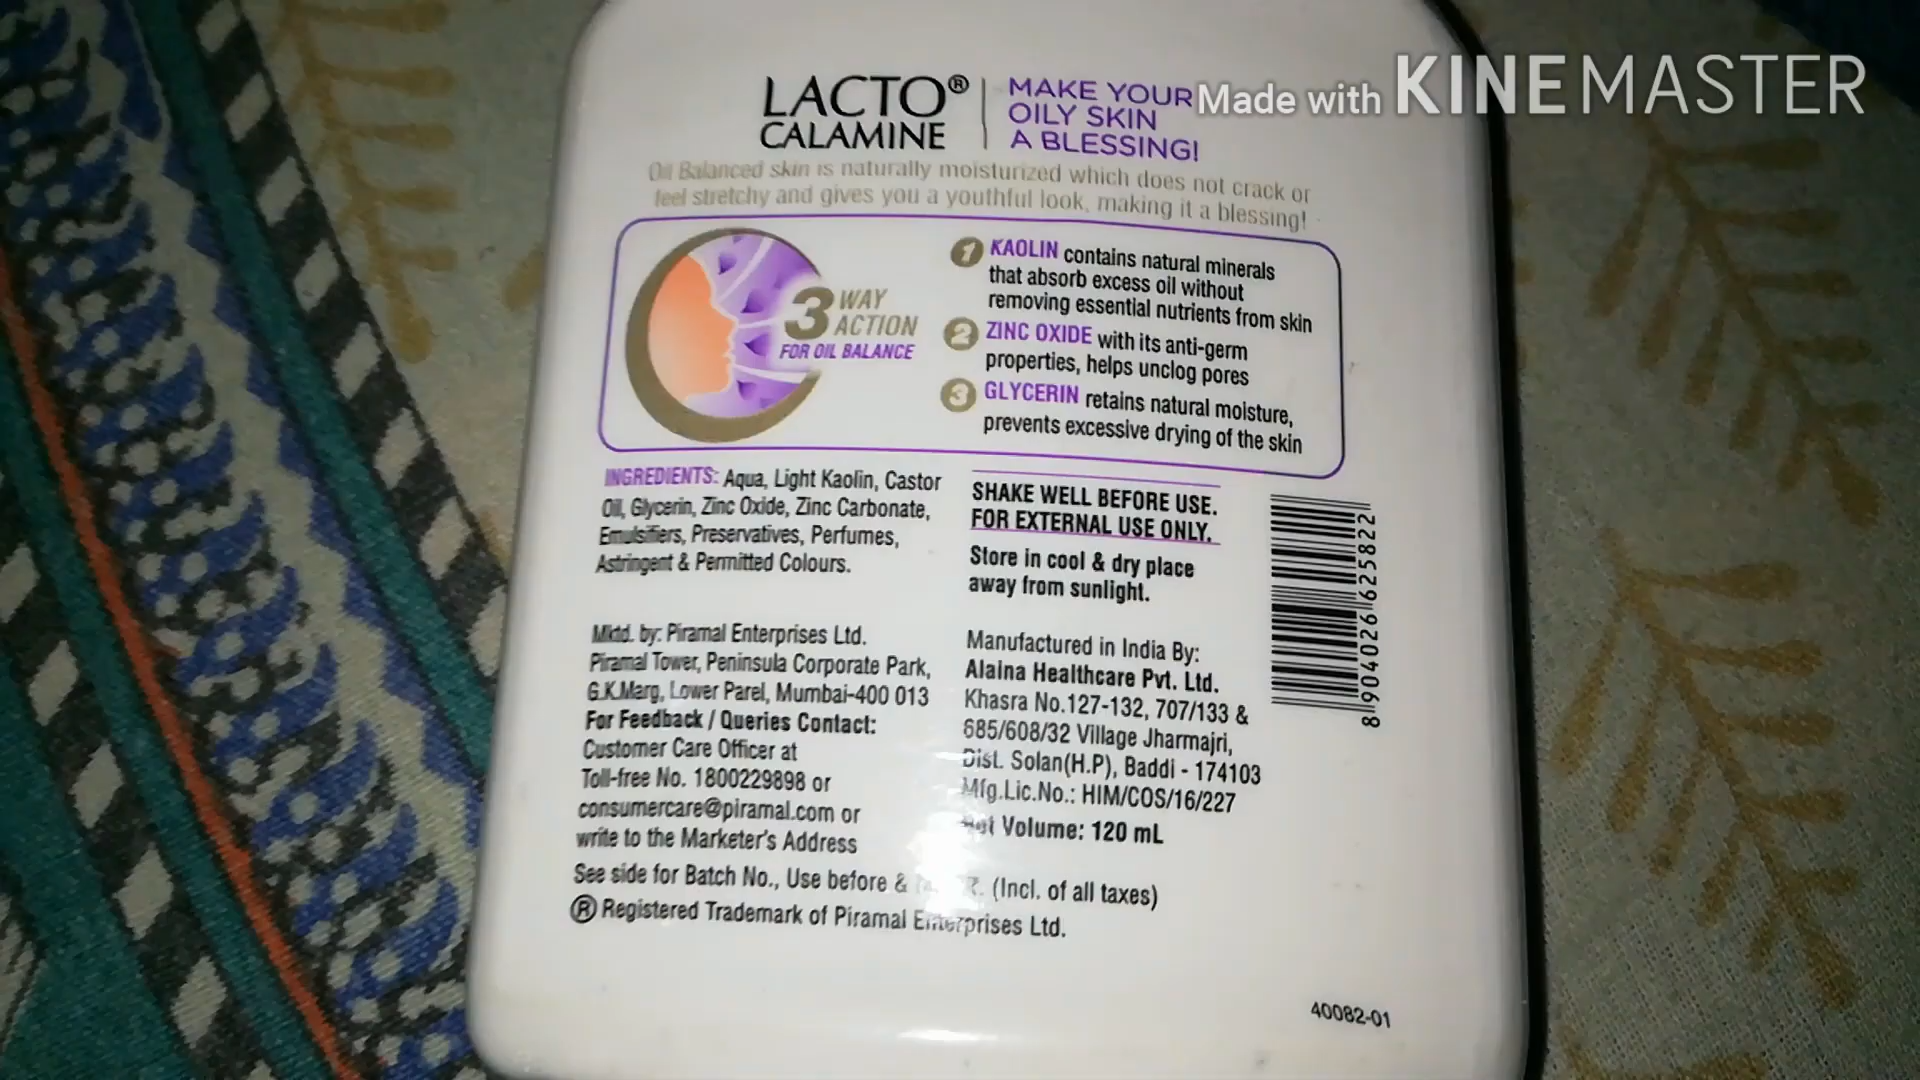 LACTO®
CALAMINE
MAKE YOUR
OILY SKIN
A BLESSING!
Made with KINEMASTER
Oil Balanced skin is naturally moisturized which does not crack or
feel stretchy and gives you a youthful look, making it a blessing!
3 WAY
ACTION
FOR OIL BALANCE
1 KAOLIN contains natural minerals
that absorb excess oil without
removing essential nutrients from skin
2 ZINC OXIDE with its anti-germ
properties, helps unclog pores
3 GLYCERIN retains natural moisture,
prevents excessive drying of the skin
INGREDIENTS: Aqua, Light Kaolin, Castor
Oil, Glycerin, Zinc Oxide, Zinc Carbonate,
Emulsifiers, Preservatives, Perfumes,
Astringent & Permitted Colours.
SHAKE WELL BEFORE USE.
FOR EXTERNAL USE ONLY.
Store in cool & dry place
away from sunlight.
8904026625822
Mktd. by: Piramal Enterprises Ltd.
Piramal Tower, Peninsula Corporate Park,
G.K.Marg, Lower Parel, Mumbai-400 013
For Feedback / Queries Contact:
Customer Care Officer at
Toll-free No. 1800229898 or
consumercare@piramal.com or
write to the Marketer's Address
Manufactured in India By:
Alaina Healthcare Pvt. Ltd.
Khasra No.127-132, 707/133 &
685/608/32 Village Jharmajri,
Dist. Solan(H.P), Baddi - 174103
Mfg.Lic.No.: HIM/COS/16/227
Net Volume: 120 mL
See side for Batch No., Use before & (Incl. of all taxes)
® Registered Trademark of Piramal Enterprises Ltd.
40082-01